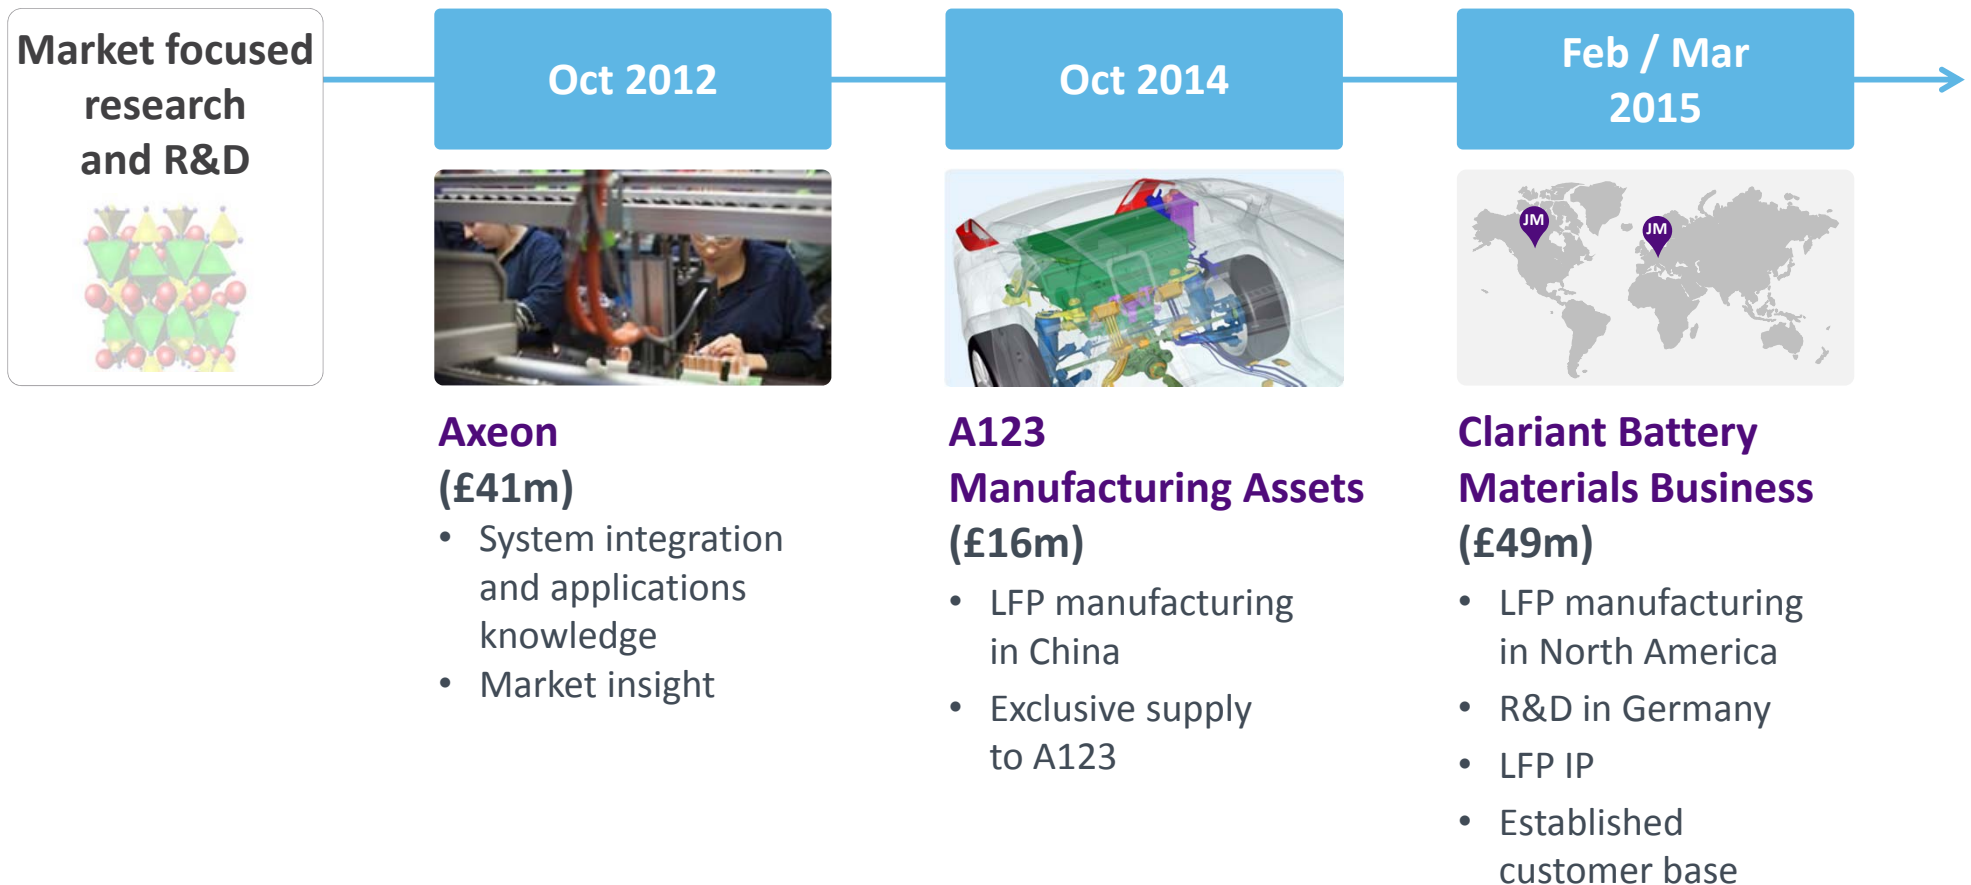 Market focused
research
and R&D
Oct 2012
Oct 2014
Feb / Mar
2015
JM
JM
Axeon
(£41m)
• System integration
and applications
knowledge
• Market insight
A123
Manufacturing Assets
(£16m)
• LFP manufacturing
in China
• Exclusive supply
to A123
Clariant Battery
Materials Business
(£49m)
• LFP manufacturing
in North America
• R&D in Germany
• LFP IP
• Established
customer base